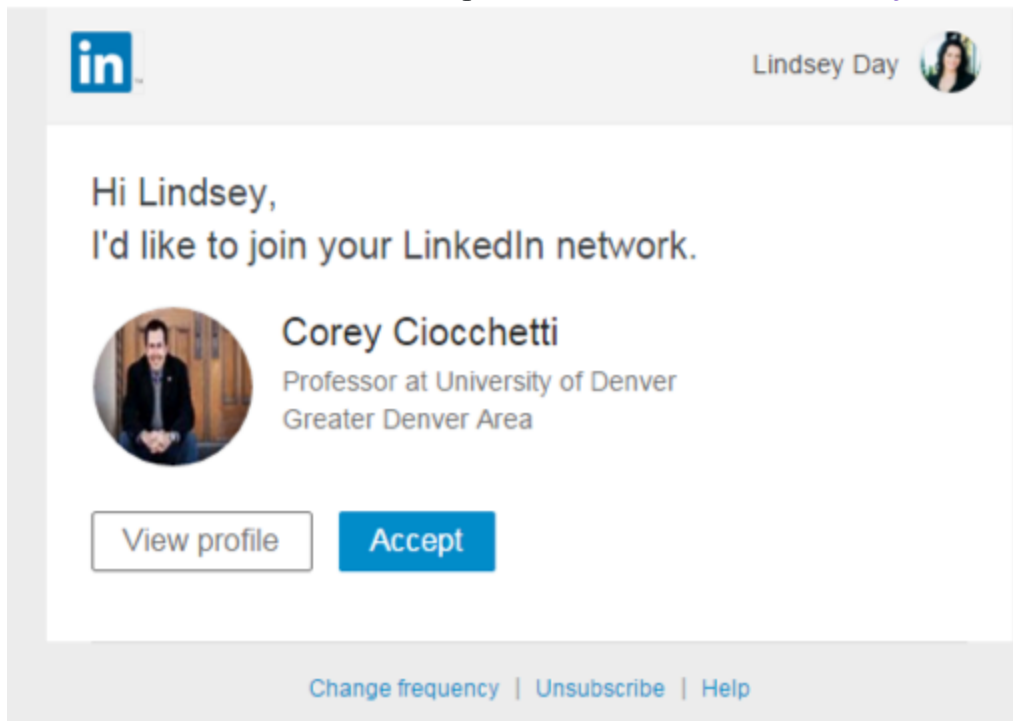 in
Lindsey Day
Hi Lindsey,
I'd like to join your LinkedIn network.
Corey Ciocchetti
Professor at University of Denver
Greater Denver Area
View profile Accept
Change frequency | Unsubscribe | Help